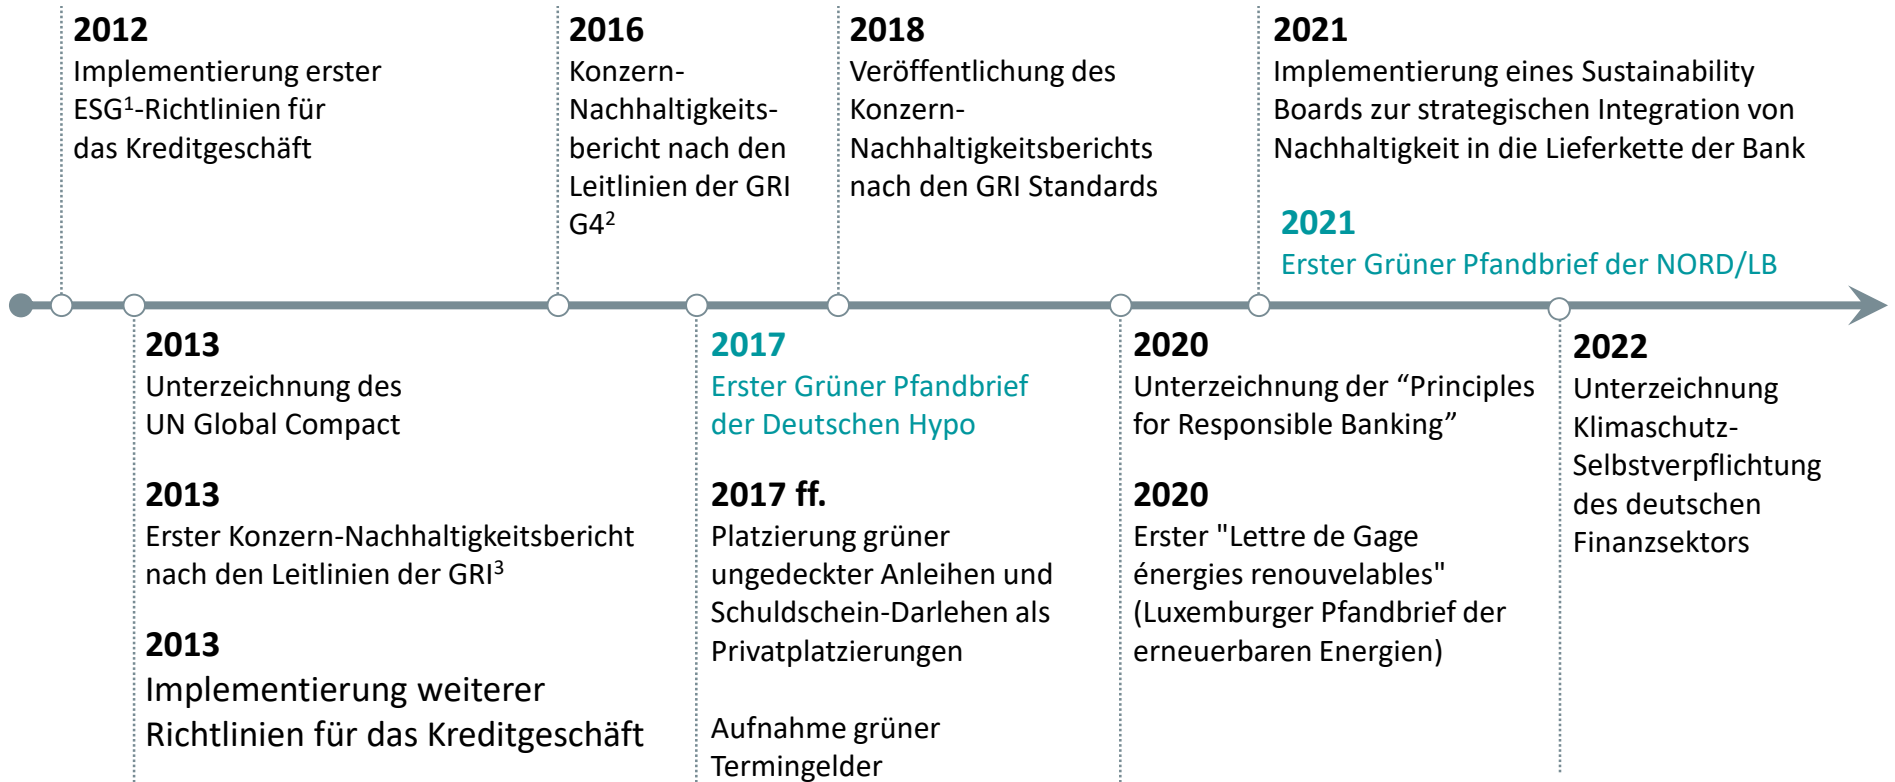 2012
Implementierung erster
ESG¹-Richtlinien für
das Kreditgeschäft
2016
Konzern-
Nachhaltigkeits-
bericht nach den
Leitlinien der GRI
G4²
2018
Veröffentlichung des
Konzern-
Nachhaltigkeitsberichts
nach den GRI Standards
2021
Implementierung eines Sustainability
Boards zur strategischen Integration von
Nachhaltigkeit in die Lieferkette der Bank
2021
Erster Grüner Pfandbrief der NORD/LB
2013
Unterzeichnung des
UN Global Compact
2013
Erster Konzern-Nachhaltigkeitsbericht
nach den Leitlinien der GRI³
2013
Implementierung weiterer
Richtlinien für das Kreditgeschäft
2017
Erster Grüner Pfandbrief
der Deutschen Hypo
2017 ff.
Platzierung grüner
ungedeckter Anleihen und
Schuldschein-Darlehen als
Privatplatzierungen
Aufnahme grüner
Termingelder
2020
Unterzeichnung der “Principles
for Responsible Banking”
2020
Erster "Lettre de Gage
énergies renouvelables"
(Luxemburger Pfandbrief der
erneuerbaren Energien)
2022
Unterzeichnung
Klimaschutz-
Selbstverpflichtung
des deutschen
Finanzsektors